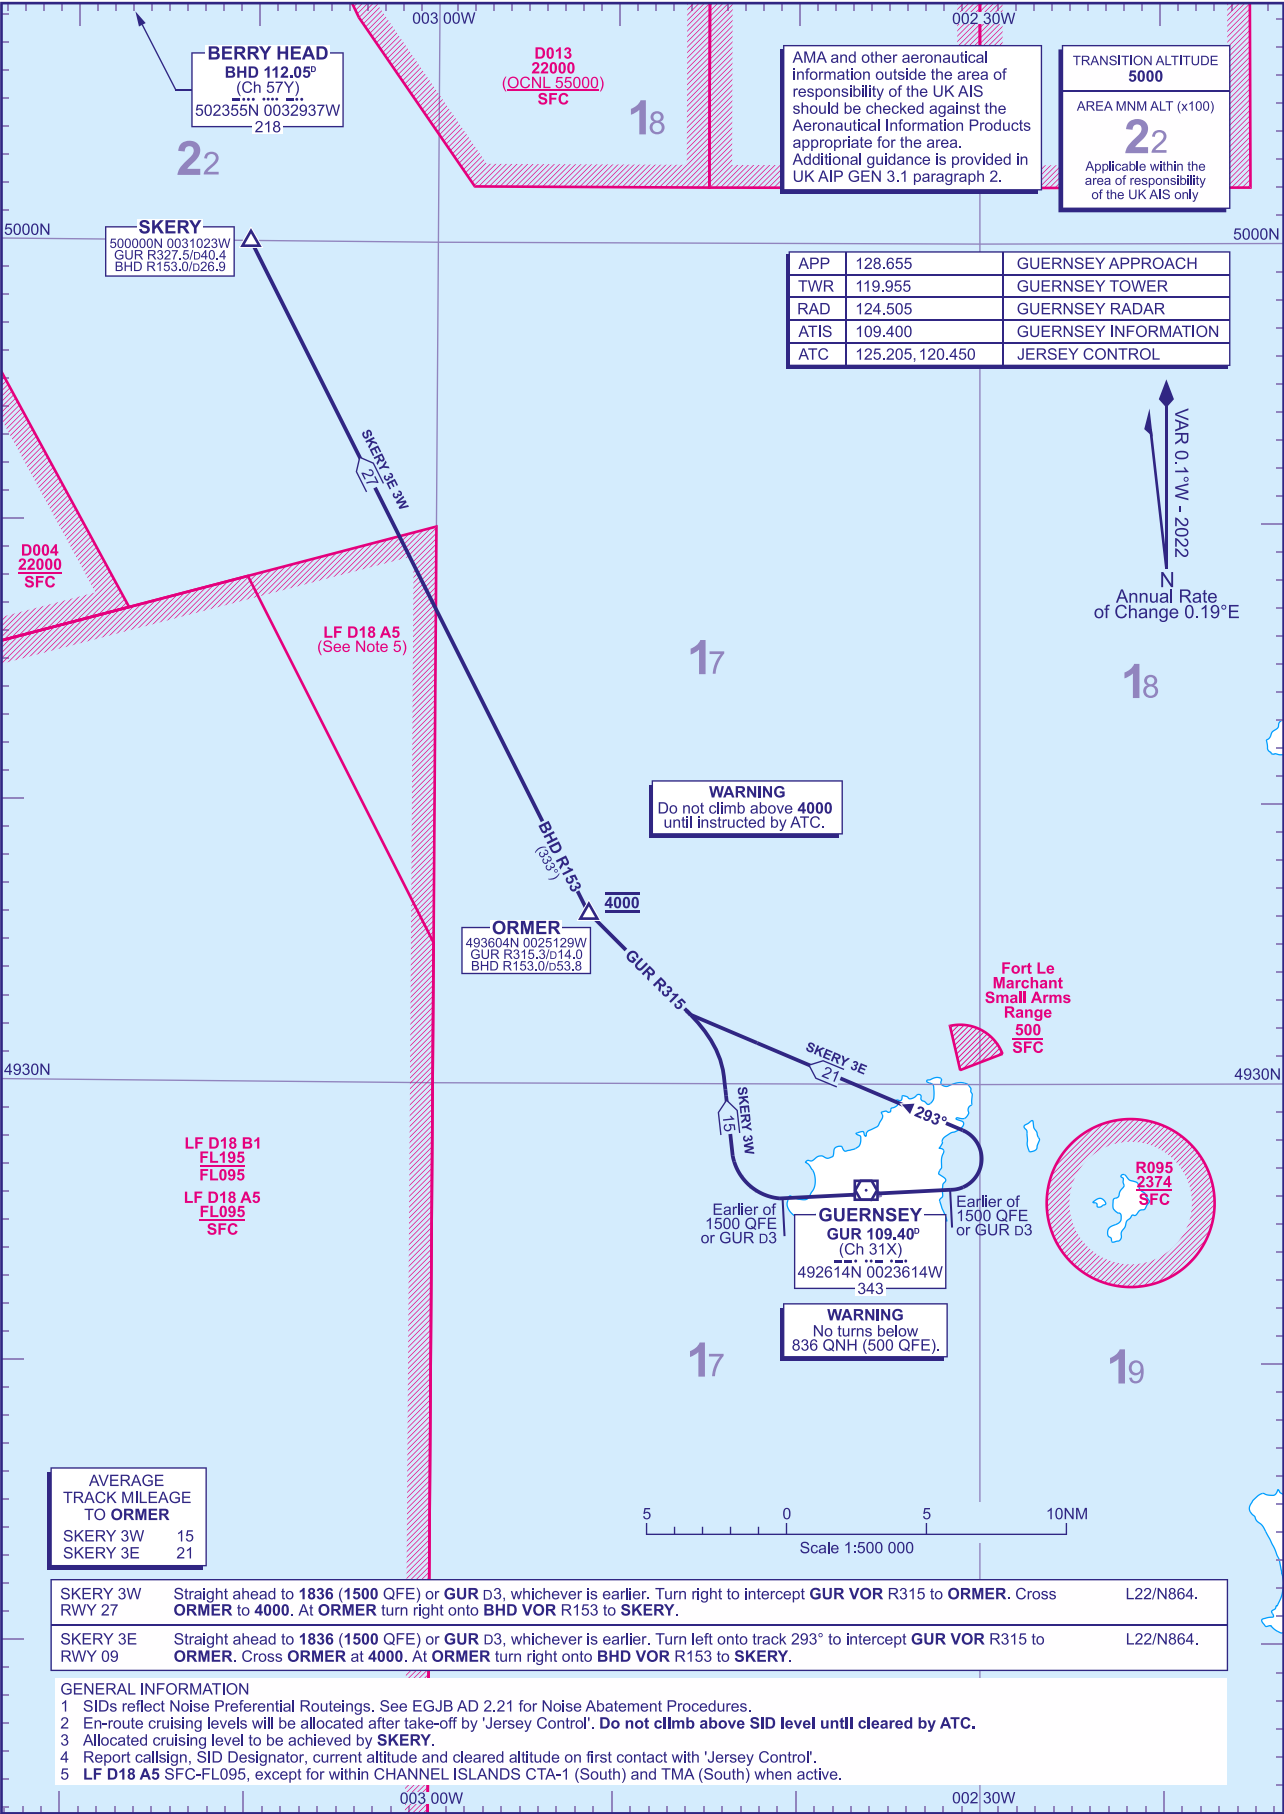 003 00W
002 30W
BERRY HEAD
BHD 112.05D
(Ch 57Y)
502355N 0032937W
218
D013
22000
(OCNL 55000)
SFC
18
22
AMA and other aeronautical
information outside the area of
responsibility of the UK AIS
should be checked against the
Aeronautical Information Products
appropriate for the area.
Additional guidance is provided in
UK AIP GEN 3.1 paragraph 2.
TRANSITION ALTITUDE
5000
AREA MNM ALT (x100)
22
Applicable within the
area of responsibility
of the UK AIS only
5000N
SKERY
500000N 0031023W
GUR R327.5/D40.4
BHD R153.0/D26.9
5000N
APP 128.655 GUERNSEY APPROACH
TWR 119.955 GUERNSEY TOWER
RAD 124.505 GUERNSEY RADAR
ATIS 109.400 GUERNSEY INFORMATION
ATC 125.205, 120.450 JERSEY CONTROL
VAR 0.1°W - 2022
N
Annual Rate
of Change 0.19°E
SKERY 3E 3W
27
D004
22000
SFC
LF D18 A5
(See Note 5)
17
18
WARNING
Do not climb above 4000
until instructed by ATC.
BHD R153
(333°)
4000
ORMER
493604N 0025129W
GUR R315.3/D14.0
BHD R153.0/D53.8
GUR R315
Fort Le
Marchant
Small Arms
Range
500
SFC
4930N
4930N
SKERY 3E
21
SKERY 3W
15
293°
LF D18 B1
FL195
FL095
LF D18 A5
FL095
SFC
R095
2374
SFC
Earlier of
1500 QFE
or GUR D3
Earlier of
1500 QFE
or GUR D3
GUERNSEY
GUR 109.40D
(Ch 31X)
492614N 0023614W
343
WARNING
No turns below
836 QNH (500 QFE).
17
19
AVERAGE
TRACK MILEAGE
TO ORMER
SKERY 3W 15
SKERY 3E 21
5 0 5 10NM
Scale 1:500 000
SKERY 3W Straight ahead to 1836 (1500 QFE) or GUR D3, whichever is earlier. Turn right to intercept GUR VOR R315 to ORMER. Cross L22/N864.
RWY 27 ORMER to 4000. At ORMER turn right onto BHD VOR R153 to SKERY.
SKERY 3E Straight ahead to 1836 (1500 QFE) or GUR D3, whichever is earlier. Turn left onto track 293° to intercept GUR VOR R315 to L22/N864.
RWY 09 ORMER. Cross ORMER at 4000. At ORMER turn right onto BHD VOR R153 to SKERY.
GENERAL INFORMATION
1 SIDs reflect Noise Preferential Routeings. See EGJB AD 2.21 for Noise Abatement Procedures.
2 En-route cruising levels will be allocated after take-off by 'Jersey Control'. Do not climb above SID level until cleared by ATC.
3 Allocated cruising level to be achieved by SKERY.
4 Report callsign, SID Designator, current altitude and cleared altitude on first contact with 'Jersey Control'.
5 LF D18 A5 SFC-FL095, except for within CHANNEL ISLANDS CTA-1 (South) and TMA (South) when active.
003 00W
002 30W